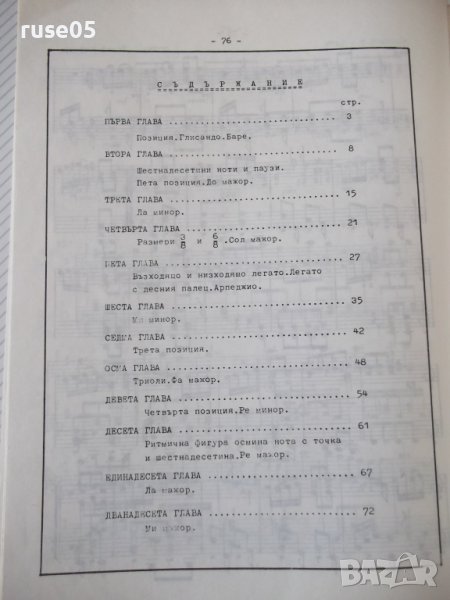 ruse05
- 76 -
СЪДЪРЖАНИЕ
стр.
ПЪРВА ГЛАВА ................................ 3
Позиция.Глисандо.Баре.
ВТОРА ГЛАВА ................................ 8
Шестнадесетини ноти и паузи.
Пета позиция.До мажор.
ТРЕТА ГЛАВА ................................ 15
Ла минор.
ЧЕТВЪРТА ГЛАВА ............................. 21
Размери 3/8 и 6/8 .Сол мажор.
ПЕТА ГЛАВА ................................. 27
Възходящо и низходящо легато.Легато
с десния палец.Арпеджио.
ШЕСТА ГЛАВА ................................ 35
Ми минор.
СЕДМА ГЛАВА ................................ 42
Трета позиция.
ОСМА ГЛАВА ................................. 48
Триоли.Фа мажор.
ДЕВЕТА ГЛАВА ............................... 54
Четвърта позиция.Ре минор.
ДЕСЕТА ГЛАВА ............................... 61
Ритмична фигура осмина нота с точка
и шестнадесетина.Ре мажор.
ЕДИНАДЕСЕТА ГЛАВА .......................... 67
Ла мажор.
ДВАНАДЕСЕТА ГЛАВА .......................... 72
Ми мажор.
BAZAR.bg